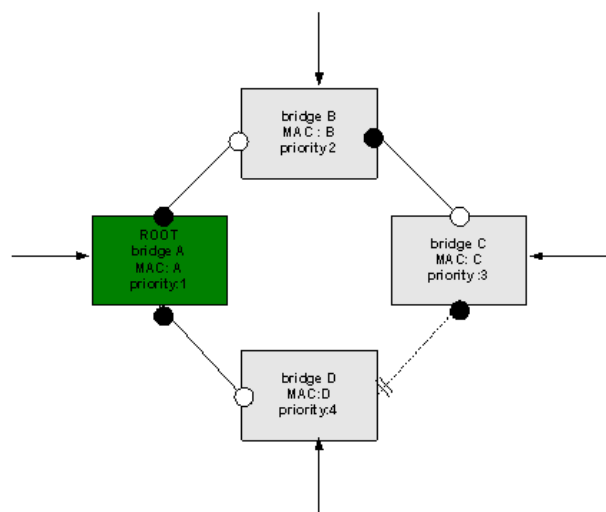 bridge B
MAC : B
priority:2
ROOT
bridge A
MAC: A
priority:1
bridge C
MAC: C
priority :3
bridge D
MAC:D
priority:4